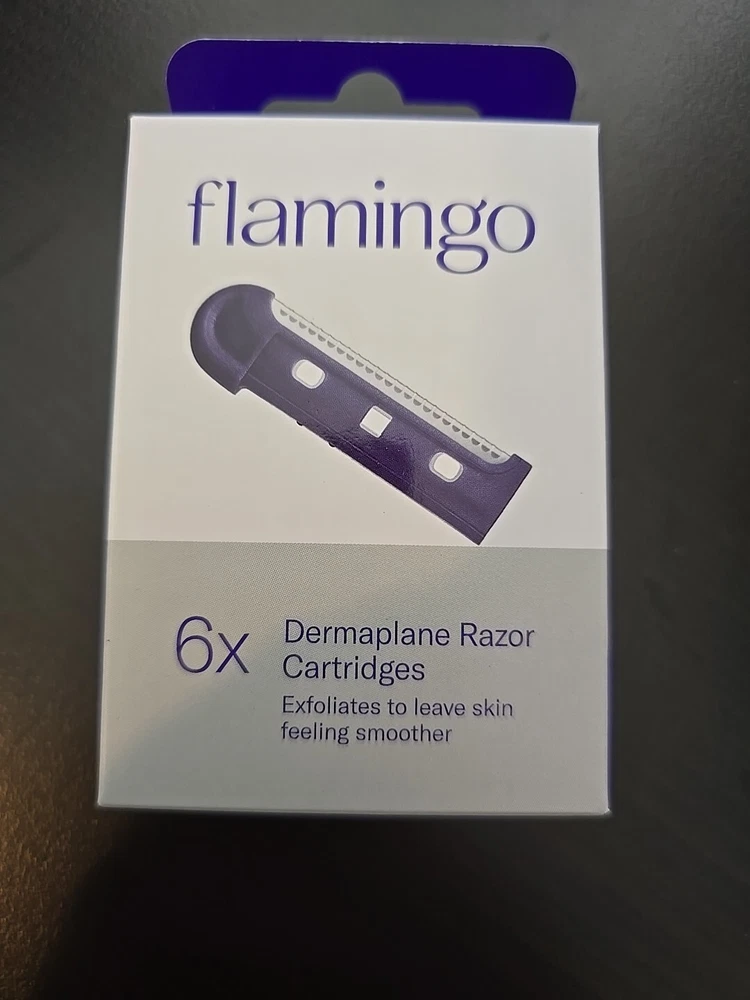 flamingo
6x
Dermaplane Razor
Cartridges
Exfoliates to leave skin
feeling smoother